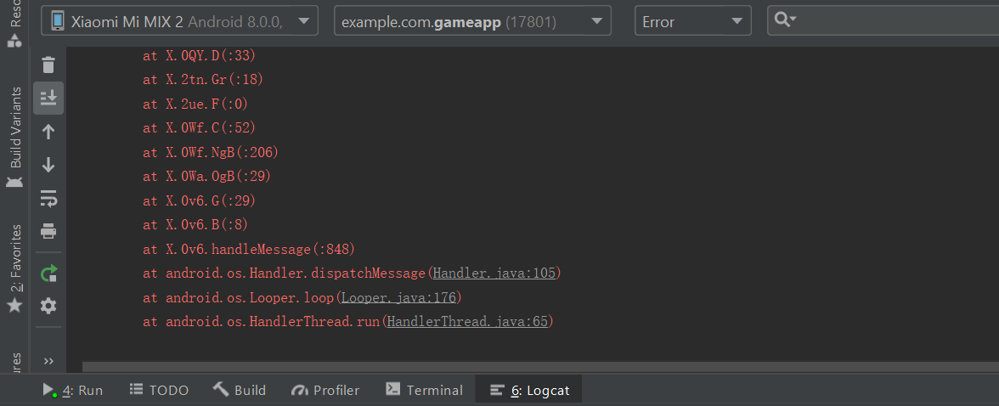 Xiaomi Mi MIX 2 Android 8.0.0,
example.com.gameapp (17801)
Error
at X.0QY.D(:33)
at X.2tn.Gr(:18)
at X.2ue.F(:0)
at X.0Wf.C(:52)
at X.0Wf.NgB(:206)
at X.0Wa.OgB(:29)
at X.0v6.G(:29)
at X.0v6.B(:8)
at X.0v6.handleMessage(:848)
at android.os.Handler.dispatchMessage(Handler.java:105)
at android.os.Looper.loop(Looper.java:176)
at android.os.HandlerThread.run(HandlerThread.java:65)
Build Variants
2: Favorites
4: Run
TODO
Build
Profiler
Terminal
6: Logcat